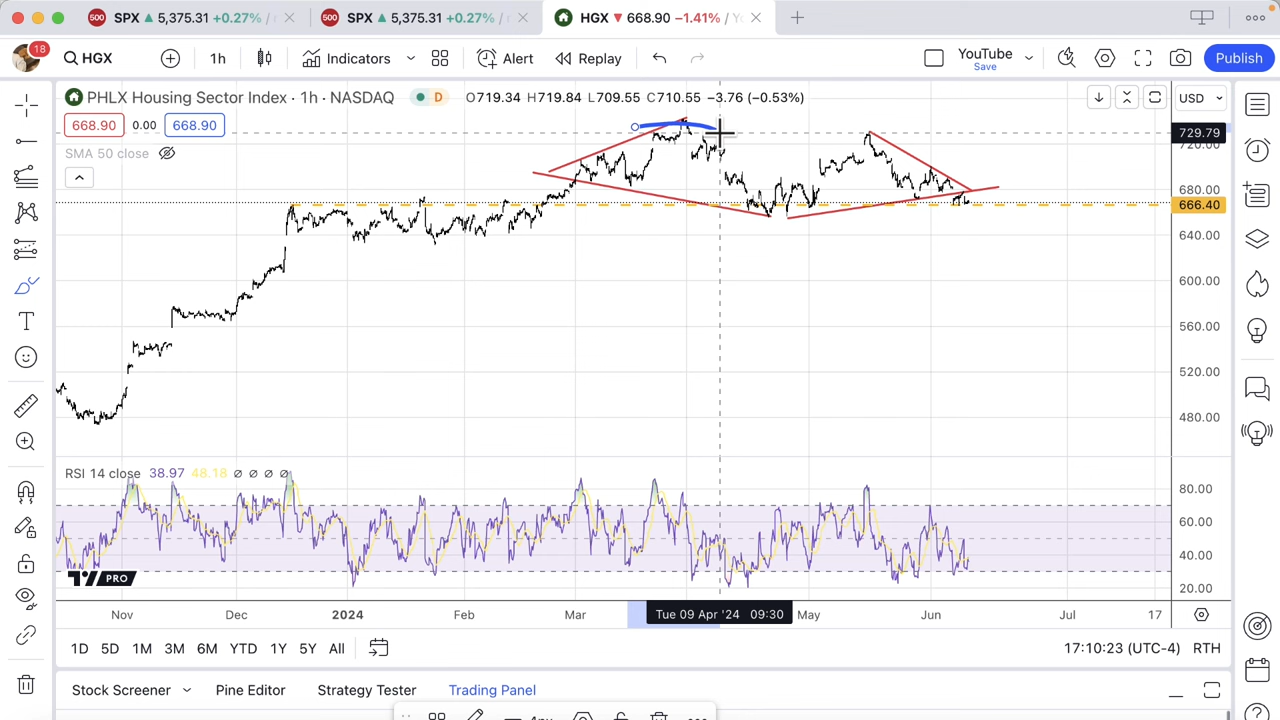 500 SPX 5,375.31 +0.27% /
500 SPX 5,375.31 +0.27% /
HGX 668.90 −1.41% /
18 HGX 1h Indicators Alert Replay YouTube Save Publish
PHLX Housing Sector Index · 1h · NASDAQ D O719.34 H719.84 L709.55 C710.55 −3.76 (−0.53%) USD
668.90 0.00 668.90
SMA 50 close
729.79
720.00
680.00
666.40
640.00
600.00
560.00
520.00
480.00
RSI 14 close 38.97 48.18 ∅ ∅ ∅ ∅
80.00
60.00
40.00
20.00
PRO
Nov Dec 2024 Feb Mar Tue 09 Apr '24 09:30 May Jun Jul 17
1D 5D 1M 3M 6M YTD 1Y 5Y All 17:10:23 (UTC-4) RTH
Stock Screener Pine Editor Strategy Tester Trading Panel